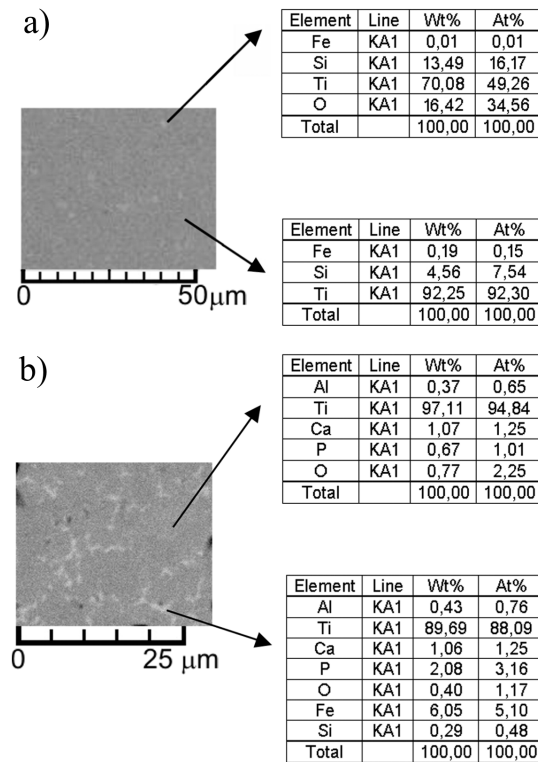 a)
Element Line Wt% At%
Fe KA1 0,01 0,01
Si KA1 13,49 16,17
Ti KA1 70,08 49,26
O KA1 16,42 34,56
Total 100,00 100,00
Element Line Wt% At%
Fe KA1 0,19 0,15
Si KA1 4,56 7,54
Ti KA1 92,25 92,30
Total 100,00 100,00
0 50μm
b)
Element Line Wt% At%
Al KA1 0,37 0,65
Ti KA1 97,11 94,84
Ca KA1 1,07 1,25
P KA1 0,67 1,01
O KA1 0,77 2,25
Total 100,00 100,00
Element Line Wt% At%
Al KA1 0,43 0,76
Ti KA1 89,69 88,09
Ca KA1 1,06 1,25
P KA1 2,08 3,16
O KA1 0,40 1,17
Fe KA1 6,05 5,10
Si KA1 0,29 0,48
Total 100,00 100,00
0 25 μm